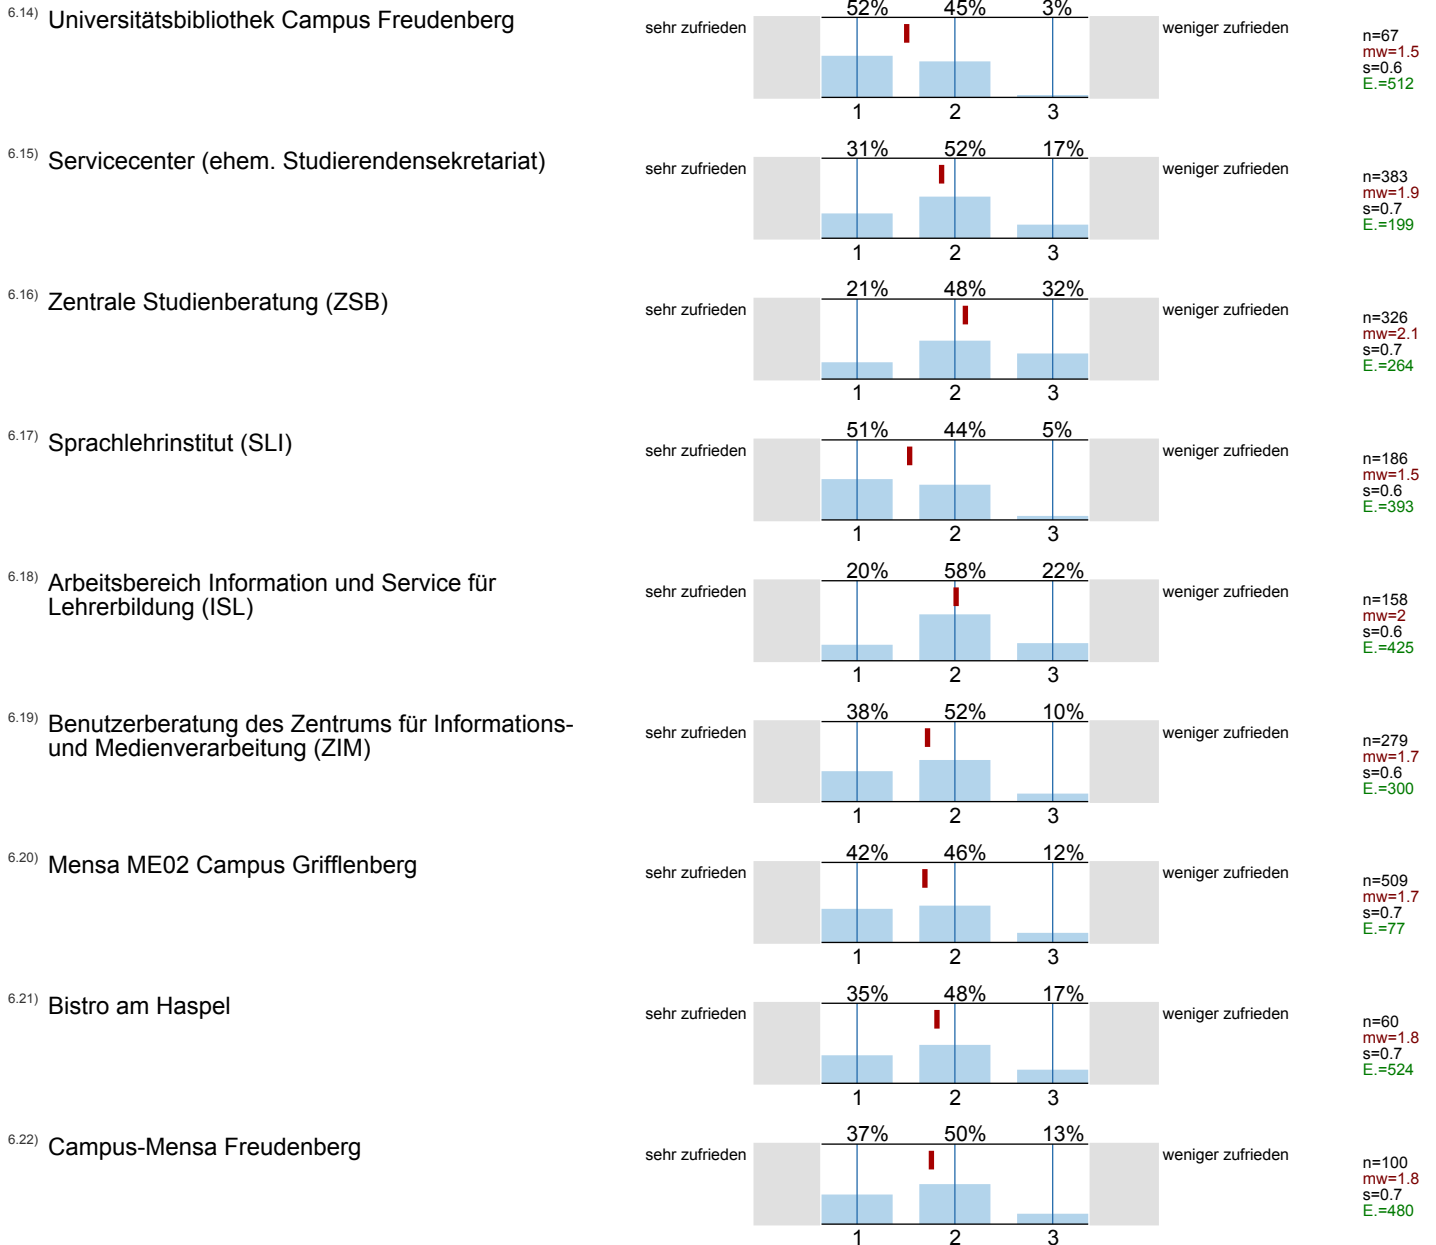 6.14) Universitätsbibliothek Campus Freudenberg
52% 45% 3%
sehr zufrieden weniger zufrieden
n=67
mw=1.5
s=0.6
E.=512
1 2 3
6.15) Servicecenter (ehem. Studierendensekretariat)
31% 52% 17%
sehr zufrieden weniger zufrieden
n=383
mw=1.9
s=0.7
E.=199
1 2 3
6.16) Zentrale Studienberatung (ZSB)
21% 48% 32%
sehr zufrieden weniger zufrieden
n=326
mw=2.1
s=0.7
E.=264
1 2 3
6.17) Sprachlehrinstitut (SLI)
51% 44% 5%
sehr zufrieden weniger zufrieden
n=186
mw=1.5
s=0.6
E.=393
1 2 3
6.18) Arbeitsbereich Information und Service für
Lehrerbildung (ISL)
20% 58% 22%
sehr zufrieden weniger zufrieden
n=158
mw=2
s=0.6
E.=425
1 2 3
6.19) Benutzerberatung des Zentrums für Informations-
und Medienverarbeitung (ZIM)
38% 52% 10%
sehr zufrieden weniger zufrieden
n=279
mw=1.7
s=0.6
E.=300
1 2 3
6.20) Mensa ME02 Campus Grifflenberg
42% 46% 12%
sehr zufrieden weniger zufrieden
n=509
mw=1.7
s=0.7
E.=77
1 2 3
6.21) Bistro am Haspel
35% 48% 17%
sehr zufrieden weniger zufrieden
n=60
mw=1.8
s=0.7
E.=524
1 2 3
6.22) Campus-Mensa Freudenberg
37% 50% 13%
sehr zufrieden weniger zufrieden
n=100
mw=1.8
s=0.7
E.=480
1 2 3